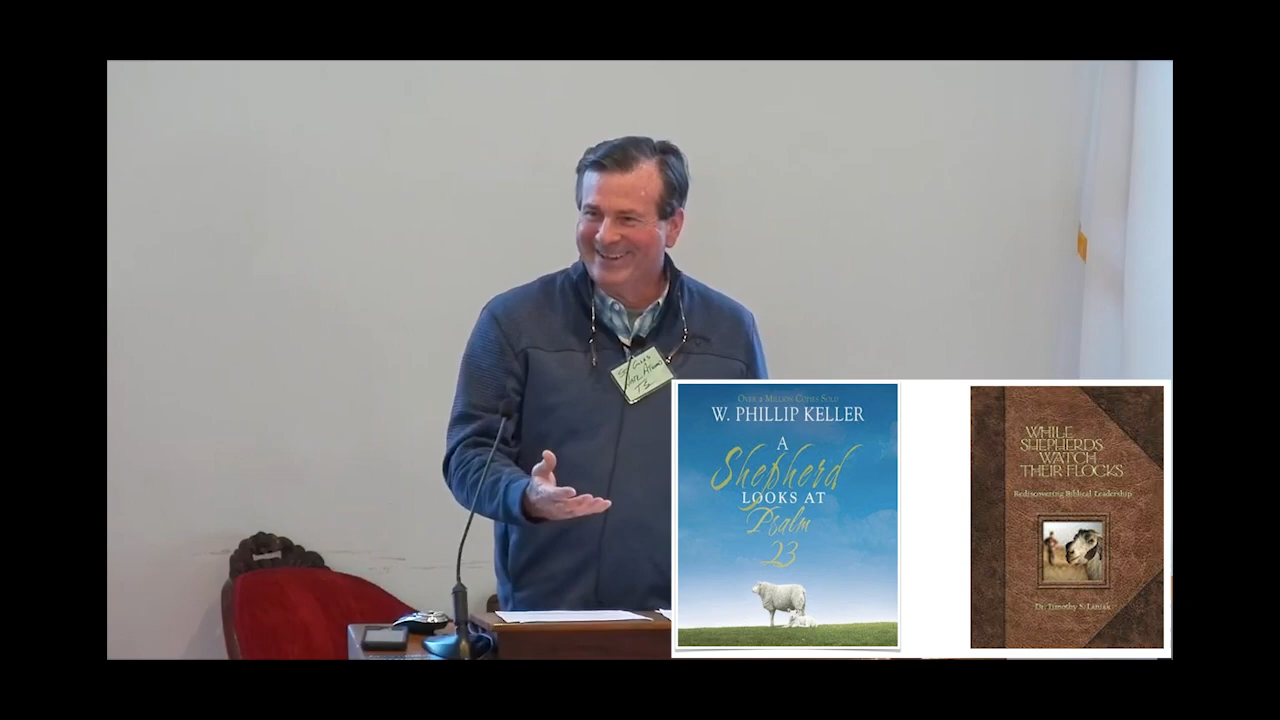 OVER 2 MILLION COPIES SOLD
W. PHILLIP KELLER
A
Shepherd
LOOKS AT
Psalm
23
WHILE
SHEPHERDS
WATCH
THEIR FLOCKS
Rediscovering Biblical Leadership
Dr. Timothy S. Laniak